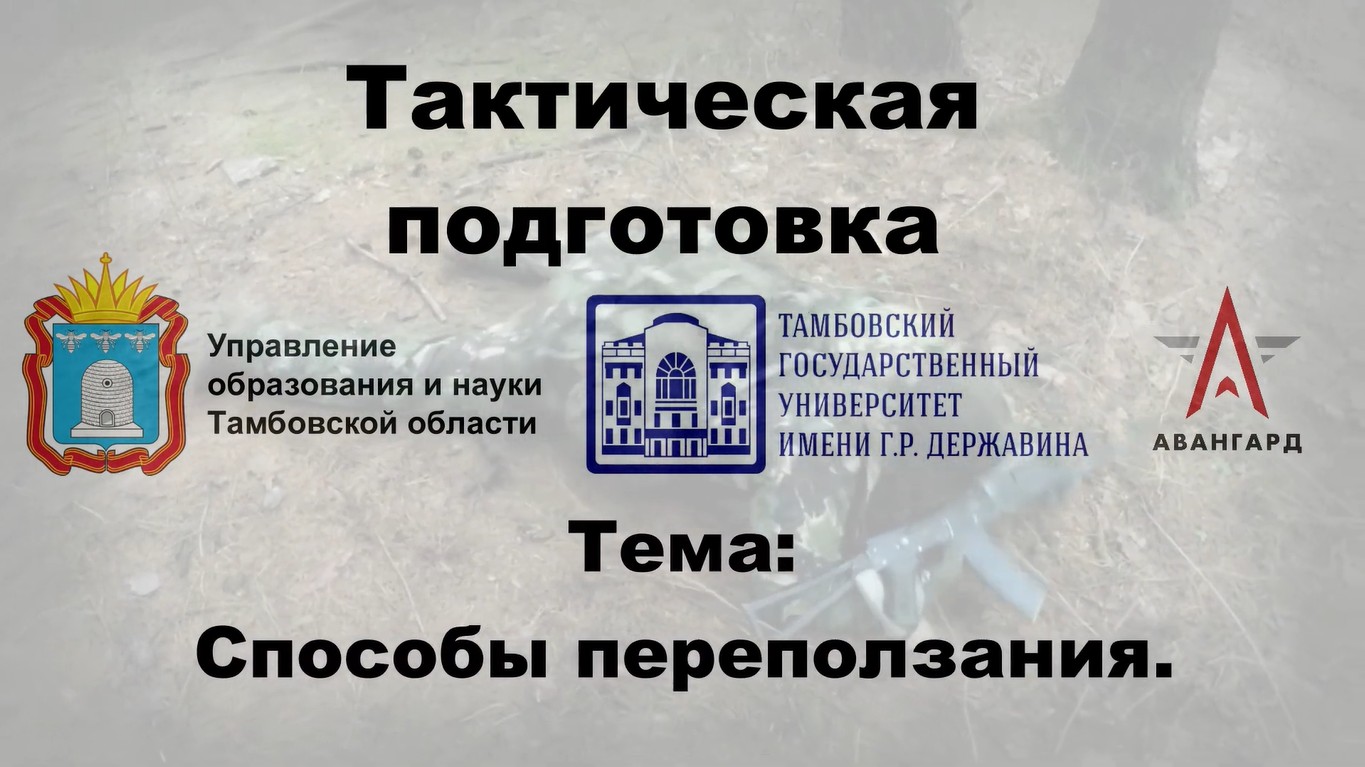 Тактическая
подготовка
Управление
образования и науки
Тамбовской области
ТАМБОВСКИЙ
ГОСУДАРСТВЕННЫЙ
УНИВЕРСИТЕТ
ИМЕНИ Г.Р. ДЕРЖАВИНА
АВАНГАРД
Тема:
Способы переползания.